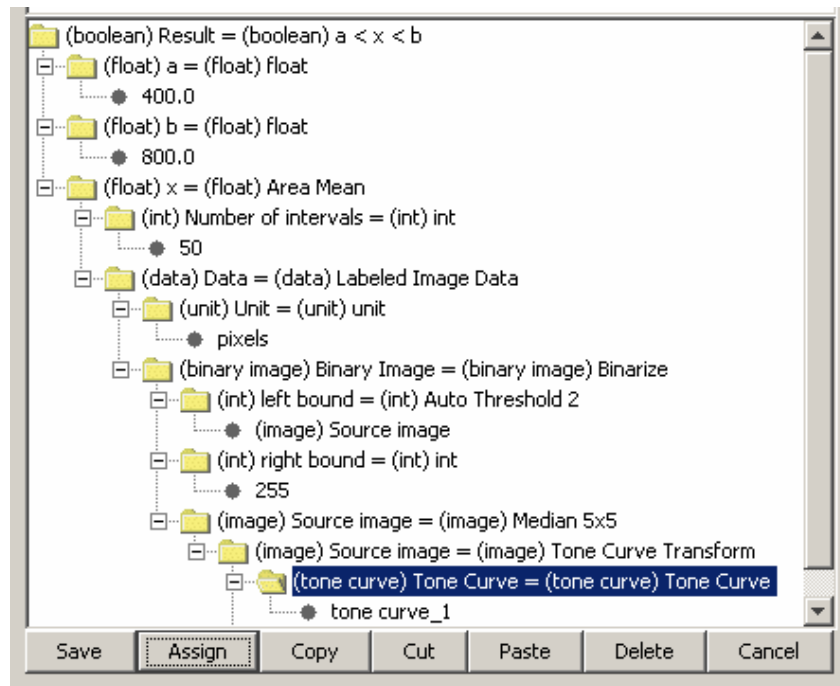 (boolean) Result = (boolean) a < x < b
(float) a = (float) float
400.0
(float) b = (float) float
800.0
(float) x = (float) Area Mean
(int) Number of intervals = (int) int
50
(data) Data = (data) Labeled Image Data
(unit) Unit = (unit) unit
pixels
(binary image) Binary Image = (binary image) Binarize
(int) left bound = (int) Auto Threshold 2
(image) Source image
(int) right bound = (int) int
255
(image) Source image = (image) Median 5x5
(image) Source image = (image) Tone Curve Transform
(tone curve) Tone Curve = (tone curve) Tone Curve
tone curve_1
Save Assign Copy Cut Paste Delete Cancel